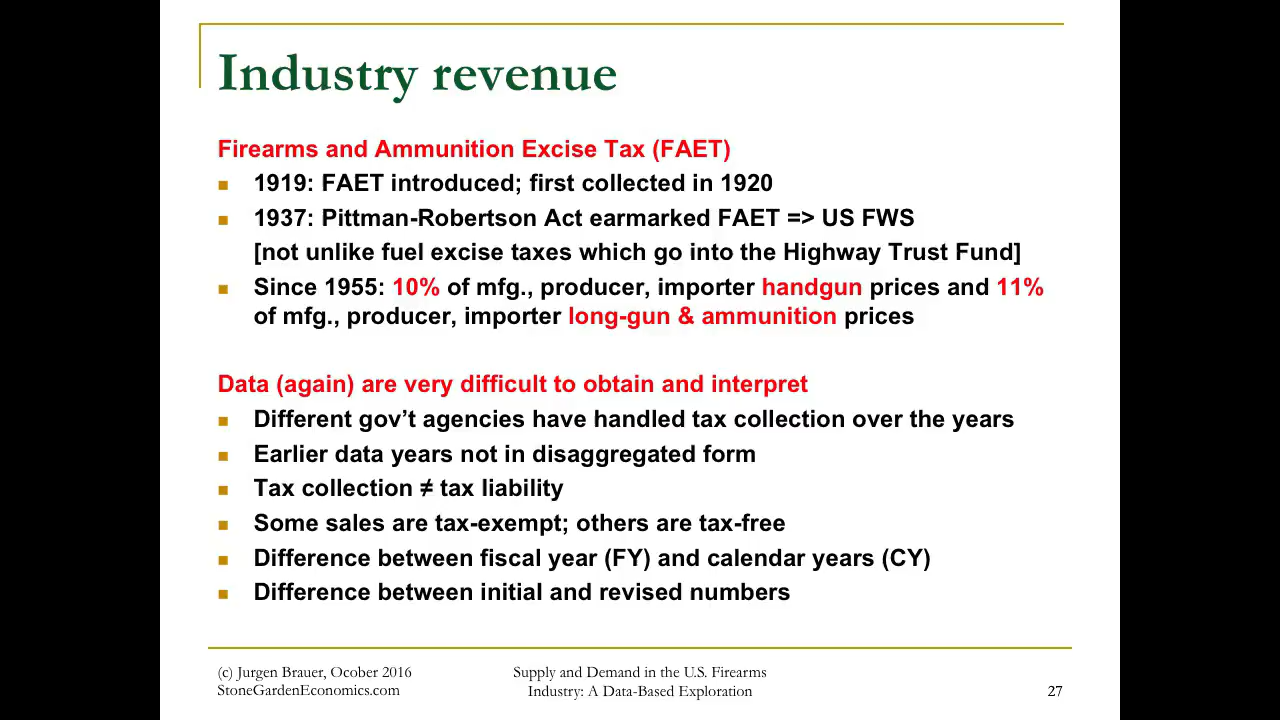 Industry revenue
Firearms and Ammunition Excise Tax (FAET)
■ 1919: FAET introduced; first collected in 1920
■ 1937: Pittman-Robertson Act earmarked FAET => US FWS
[not unlike fuel excise taxes which go into the Highway Trust Fund]
■ Since 1955: 10% of mfg., producer, importer handgun prices and 11%
of mfg., producer, importer long-gun & ammunition prices
Data (again) are very difficult to obtain and interpret
■ Different gov’t agencies have handled tax collection over the years
■ Earlier data years not in disaggregated form
■ Tax collection ≠ tax liability
■ Some sales are tax-exempt; others are tax-free
■ Difference between fiscal year (FY) and calendar years (CY)
■ Difference between initial and revised numbers
(c) Jurgen Brauer, Ocober 2016
StoneGardenEconomics.com
Supply and Demand in the U.S. Firearms
Industry: A Data-Based Exploration
27